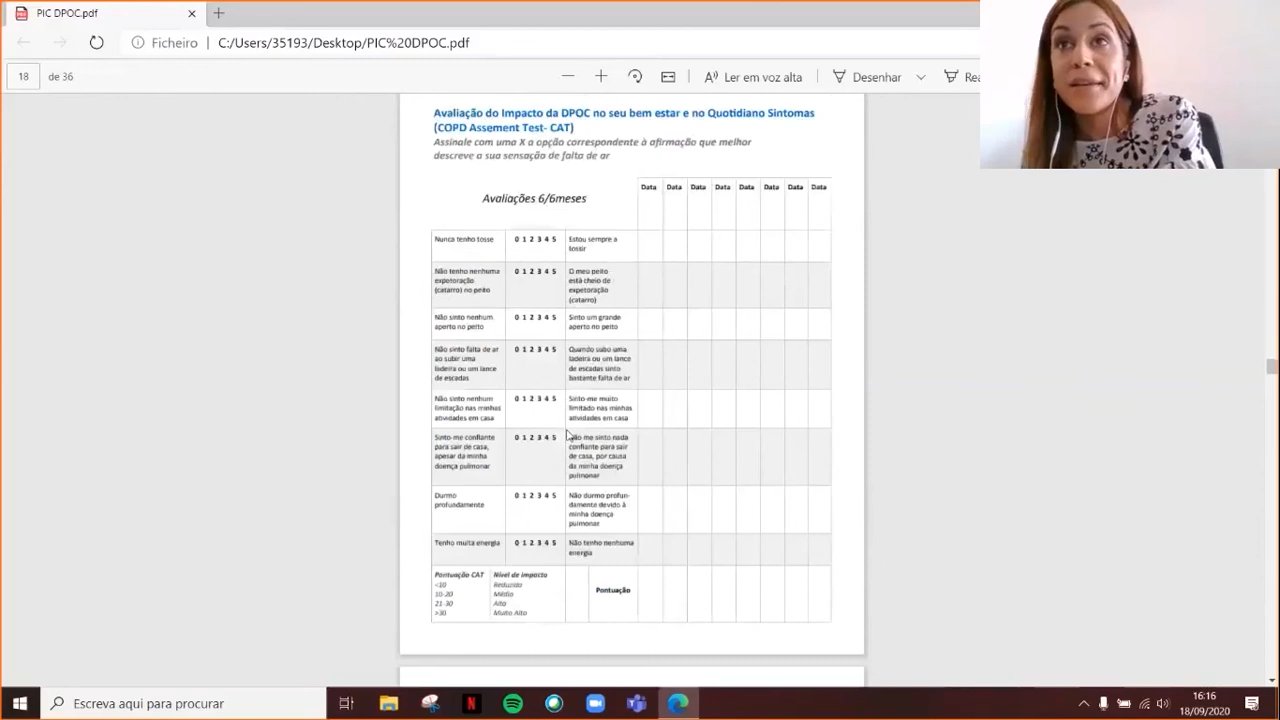 PIC DPOC.pdf
Ficheiro
C:/Users/35193/Desktop/PIC%20DPOC.pdf
18
de 36
Ler em voz alta
Desenhar
Rea
Avaliação do Impacto da DPOC no seu bem estar e no Quotidiano Sintomas
(COPD Assement Test- CAT)
Assinale com uma X a opção correspondente à afirmação que melhor
descreve a sua sensação de falta de ar
Avaliações 6/6meses
Data Data Data Data Data Data Data Data
Nunca tenho tosse
0 1 2 3 4 5
Estou sempre a
tossir
Não tenho nenhuma
expetoração
(catarro) no peito
0 1 2 3 4 5
O meu peito
está cheio de
expetoração
(catarro)
Não sinto nenhum
aperto no peito
0 1 2 3 4 5
Sinto um grande
aperto no peito
Não sinto falta de ar
ao subir uma
ladeira ou um lance
de escadas
0 1 2 3 4 5
Quando subo uma
ladeira ou um lance
de escadas sinto
bastante falta de ar
Não sinto nenhum
limitação nas minhas
atividades em casa
0 1 2 3 4 5
Sinto-me muito
limitado nas minhas
atividades em casa
Sinto-me confiante
para sair de casa,
apesar da minha
doença pulmonar
0 1 2 3 4 5
Não me sinto nada
confiante para sair
de casa, por causa
da minha doença
pulmonar
Durmo
profundamente
0 1 2 3 4 5
Não durmo profun-
damente devido à
minha doença
pulmonar
Tenho muita energia
0 1 2 3 4 5
Não tenho nenhuma
energia
Pontuação CAT
<10
10-20
21-30
>30
Nível de impacto
Reduzido
Médio
Alto
Muito Alto
Pontuação
Escreva aqui para procurar
16:16
18/09/2020